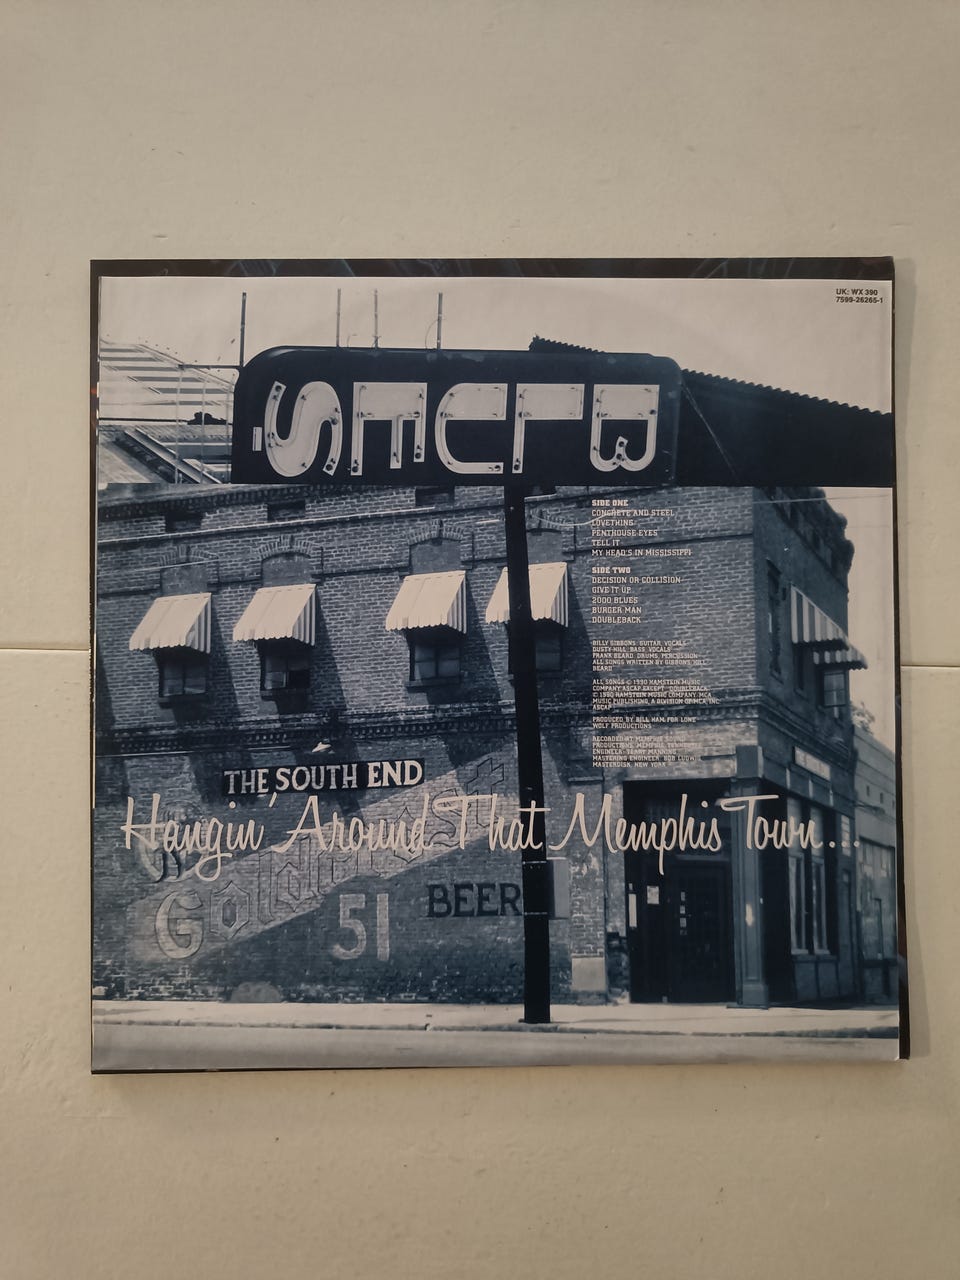 UK: WX 390
7599-26265-1
SIDE ONE
CONCRETE AND STEEL
LOVETHING
PENTHOUSE EYES
TELL IT
MY HEAD'S IN MISSISSIPPI
SIDE TWO
DECISION OR COLLISION
GIVE IT UP
2000 BLUES
BURGER MAN
DOUBLEBACK
BILLY GIBBONS: GUITAR, VOCALS
DUSTY HILL: BASS, VOCALS
FRANK BEARD: DRUMS, PERCUSSION
ALL SONGS WRITTEN BY GIBBONS, HILL,
BEARD
ALL SONGS © 1990 HAMSTEIN MUSIC
COMPANY ASCAP EXCEPT "DOUBLEBACK"
© 1990 HAMSTEIN MUSIC COMPANY/MCA
MUSIC PUBLISHING, A DIVISION OF MCA, INC.
ASCAP
PRODUCED BY BILL HAM FOR LONE
WOLF PRODUCTIONS
RECORDED AT MEMPHIS SOUND
PRODUCTIONS, MEMPHIS, TENNESSEE
ENGINEER: TERRY MANNING
MASTERING ENGINEER: BOB LUDWIG
MASTERDISK, NEW YORK
THE SOUTH END
Hangin' Around That Memphis Town...
Goldcrest
51
BEER